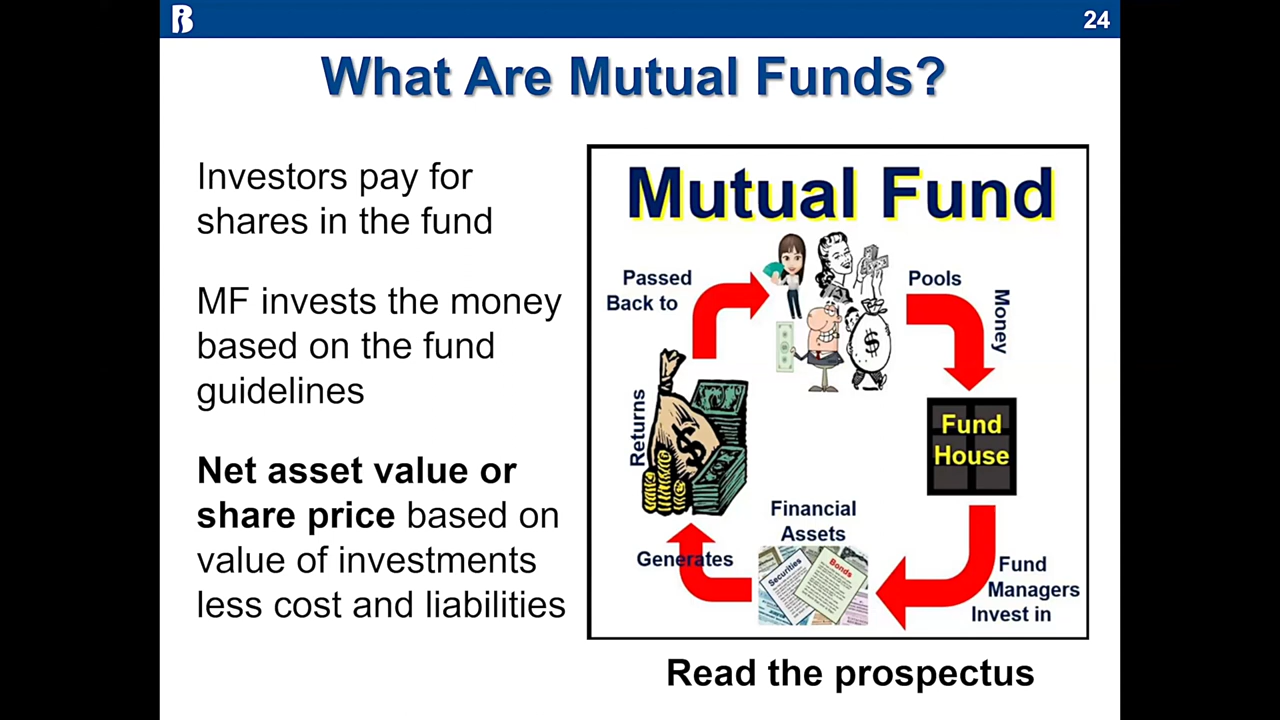 24
What Are Mutual Funds?
Investors pay for
shares in the fund
MF invests the money
based on the fund
guidelines
Net asset value or
share price based on
value of investments
less cost and liabilities
Mutual Fund
Passed
Back to
Pools
Money
Fund
House
Fund
Managers
Invest in
Financial
Assets
Securities
Bonds
Generates
Returns
$
$
Read the prospectus